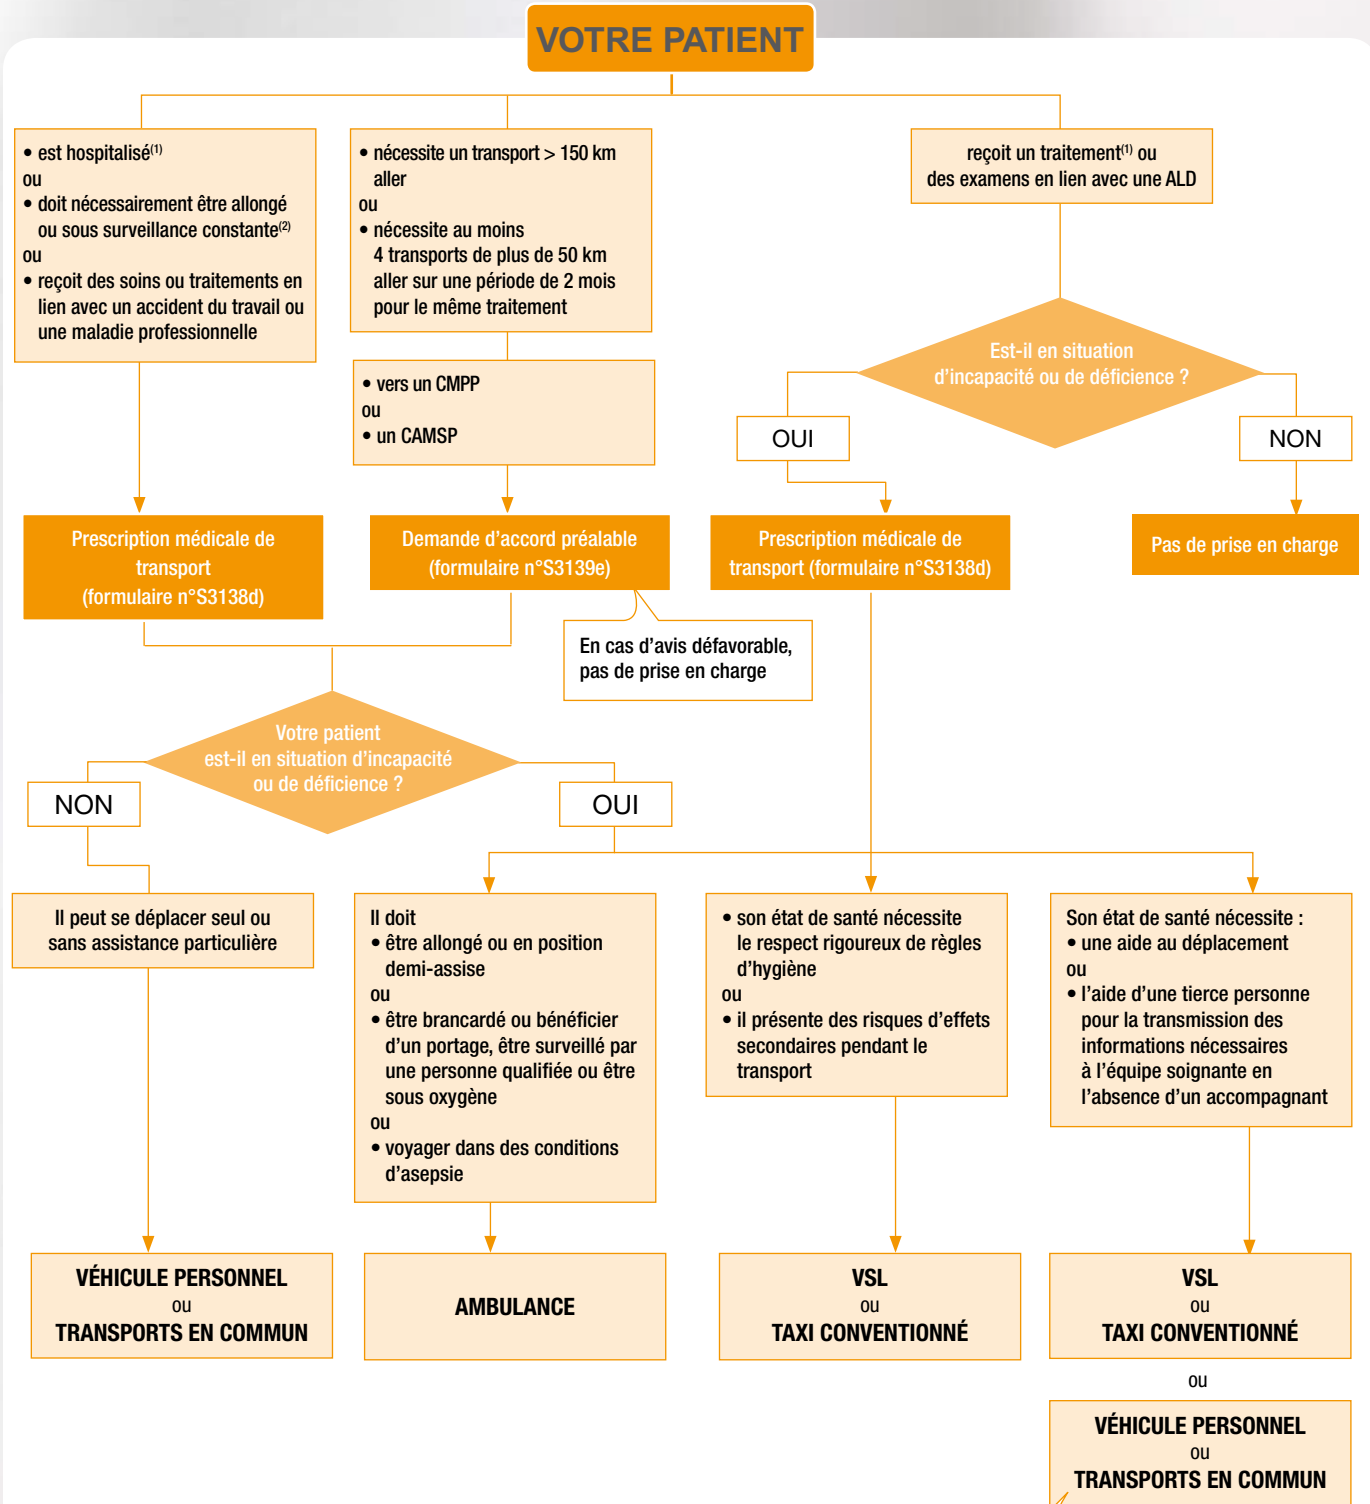 VOTRE PATIENT
• est hospitalisé(1)
ou
• doit nécessairement être allongé
ou sous surveillance constante(2)
ou
• reçoit des soins ou traitements en
lien avec un accident du travail ou
une maladie professionnelle
• nécessite un transport > 150 km
aller
ou
• nécessite au moins
4 transports de plus de 50 km
aller sur une période de 2 mois
pour le même traitement
• vers un CMPP
ou
• un CAMSP
reçoit un traitement(1) ou
des examens en lien avec une ALD
Est-il en situation
d’incapacité ou de déficience ?
OUI
NON
Prescription médicale de
transport
(formulaire n°S3138d)
Demande d’accord préalable
(formulaire n°S3139e)
Prescription médicale de
transport (formulaire n°S3138d)
Pas de prise en charge
En cas d’avis défavorable,
pas de prise en charge
Votre patient
est-il en situation d’incapacité
ou de déficience ?
NON
OUI
Il peut se déplacer seul ou
sans assistance particulière
Il doit
• être allongé ou en position
demi-assise
ou
• être brancardé ou bénéficier
d’un portage, être surveillé par
une personne qualifiée ou être
sous oxygène
ou
• voyager dans des conditions
d’asepsie
• son état de santé nécessite
le respect rigoureux de règles
d’hygiène
ou
• il présente des risques d’effets
secondaires pendant le
transport
Son état de santé nécessite :
• une aide au déplacement
ou
• l’aide d’une tierce personne
pour la transmission des
informations nécessaires
à l’équipe soignante en
l’absence d’un accompagnant
VÉHICULE PERSONNEL
ou
TRANSPORTS EN COMMUN
AMBULANCE
VSL
ou
TAXI CONVENTIONNÉ
VSL
ou
TAXI CONVENTIONNÉ
ou
VÉHICULE PERSONNEL
ou
TRANSPORTS EN COMMUN